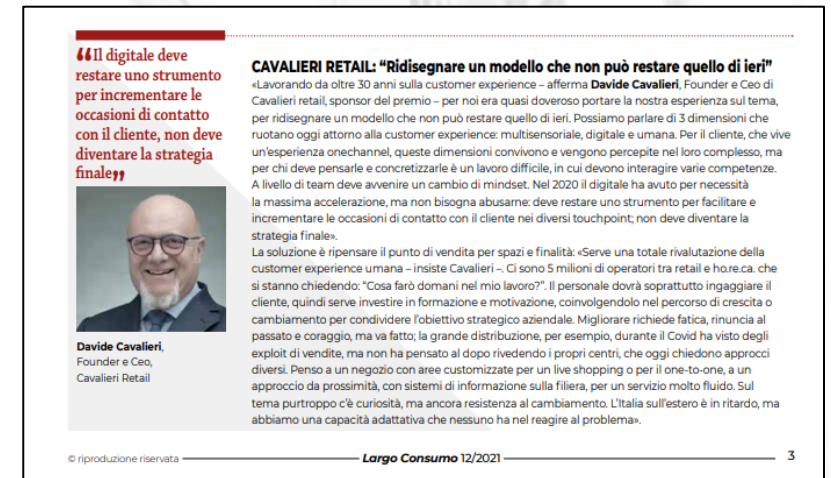 “Il digitale deve
restare uno strumento
per incrementare le
occasioni di contatto
con il cliente, non deve
diventare la strategia
finale”
Davide Cavalieri,
Founder e Ceo,
Cavalieri Retail
CAVALIERI RETAIL: “Ridisegnare un modello che non può restare quello di ieri”
«Lavorando da oltre 30 anni sulla customer experience – afferma Davide Cavalieri, Founder e Ceo di
Cavalieri retail, sponsor del premio – per noi era quasi doveroso portare la nostra esperienza sul tema,
per ridisegnare un modello che non può restare quello di ieri. Possiamo parlare di 3 dimensioni che
ruotano oggi attorno alla customer experience: multisensoriale, digitale e umana. Per il cliente, che vive
un’esperienza onechannel, queste dimensioni convivono e vengono percepite nel loro complesso, ma
per chi deve pensarle e concretizzarle è un lavoro difficile, in cui devono interagire varie competenze.
A livello di team deve avvenire un cambio di mindset. Nel 2020 il digitale ha avuto per necessità
la massima accelerazione, ma non bisogna abusarne: deve restare uno strumento per facilitare e
incrementare le occasioni di contatto con il cliente nei diversi touchpoint; non deve diventare la
strategia finale».
La soluzione è ripensare il punto di vendita per spazi e finalità: «Serve una totale rivalutazione della
customer experience umana – insiste Cavalieri –. Ci sono 5 milioni di operatori tra retail e ho.re.ca. che
si stanno chiedendo: “Cosa farò domani nel mio lavoro?”. Il personale dovrà soprattutto ingaggiare il
cliente, quindi serve investire in formazione e motivazione, coinvolgendolo nel percorso di crescita o
cambiamento per condividere l’obiettivo strategico aziendale. Migliorare richiede fatica, rinuncia al
passato e coraggio, ma va fatto; la grande distribuzione, per esempio, durante il Covid ha visto degli
exploit di vendite, ma non ha pensato al dopo rivedendo i propri centri, che oggi chiedono approcci
diversi. Penso a un negozio con aree customizzate per un live shopping o per il one-to-one, a un
approccio da prossimità, con sistemi di informazione sulla filiera, per un servizio molto fluido. Sul
tema purtroppo c’è curiosità, ma ancora resistenza al cambiamento. L’Italia sull’estero è in ritardo, ma
abbiamo una capacità adattativa che nessuno ha nel reagire al problema».
© riproduzione riservata Largo Consumo 12/2021 3